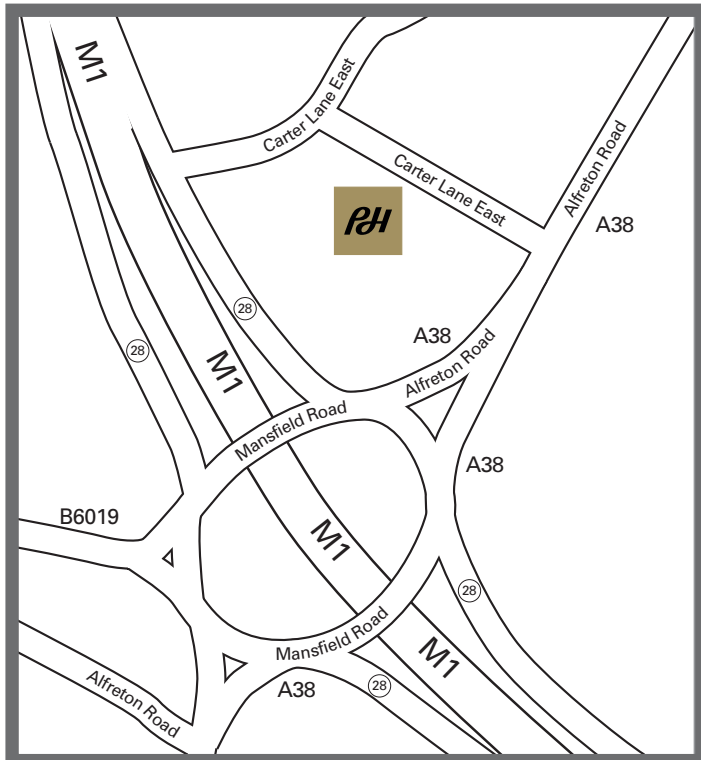 M1
Carter Lane East
Carter Lane East
Alfreton Road
A38
PH
28
A38
28
M1
Alfreton Road
Mansfield Road
A38
B6019
M1
28
Mansfield Road
M1
Alfreton Road
A38
28